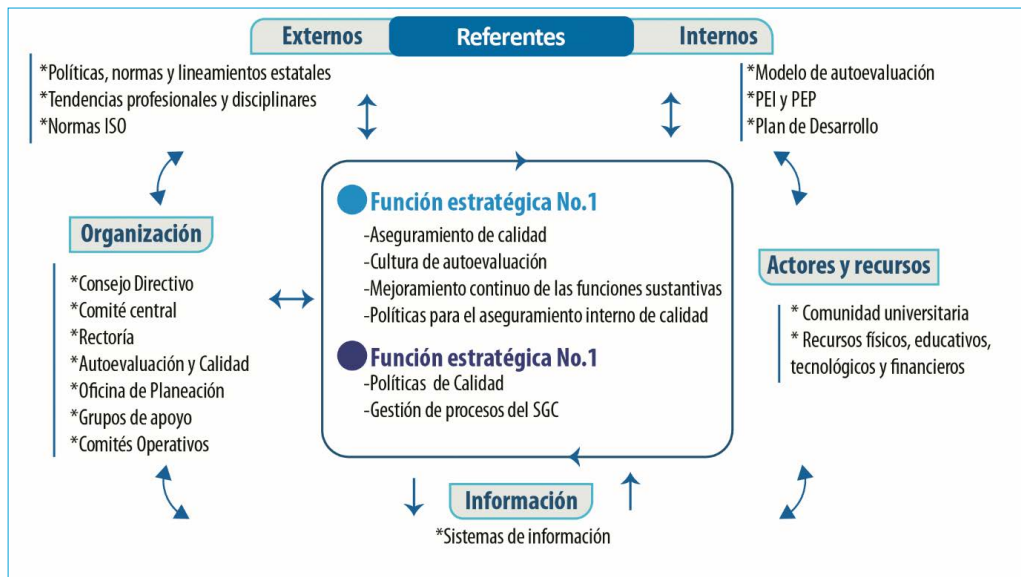 Externos
Referentes
Internos
*Políticas, normas y lineamientos estatales
*Tendencias profesionales y disciplinares
*Normas ISO
*Modelo de autoevaluación
*PEI y PEP
*Plan de Desarrollo
Organización
*Consejo Directivo
*Comité central
*Rectoría
*Autoevaluación y Calidad
*Oficina de Planeación
*Grupos de apoyo
*Comités Operativos
Función estratégica No.1
-Aseguramiento de calidad
-Cultura de autoevaluación
-Mejoramiento continuo de las funciones sustantivas
-Políticas para el aseguramiento interno de calidad
Función estratégica No.1
-Políticas de Calidad
-Gestión de procesos del SGC
Actores y recursos
* Comunidad universitaria
* Recursos físicos, educativos,
tecnológicos y financieros
Información
*Sistemas de información